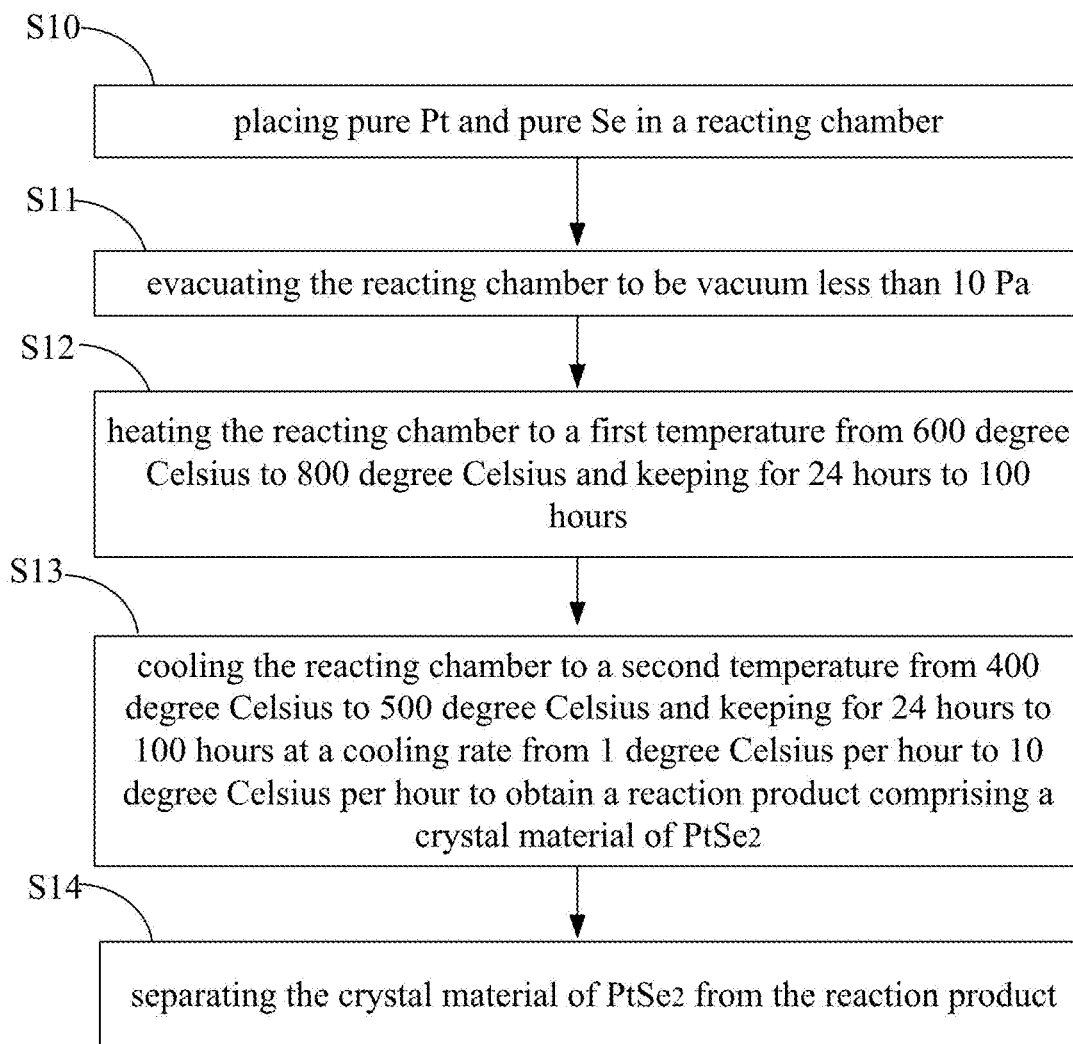 S10
placing pure Pt and pure Se in a reacting chamber
S11
evacuating the reacting chamber to be vacuum less than 10 Pa
S12
heating the reacting chamber to a first temperature from 600 degree
Celsius to 800 degree Celsius and keeping for 24 hours to 100
hours
S13
cooling the reacting chamber to a second temperature from 400
degree Celsius to 500 degree Celsius and keeping for 24 hours to
100 hours at a cooling rate from 1 degree Celsius per hour to 10
degree Celsius per hour to obtain a reaction product comprising a
crystal material of PtSe2
S14
separating the crystal material of PtSe2 from the reaction product